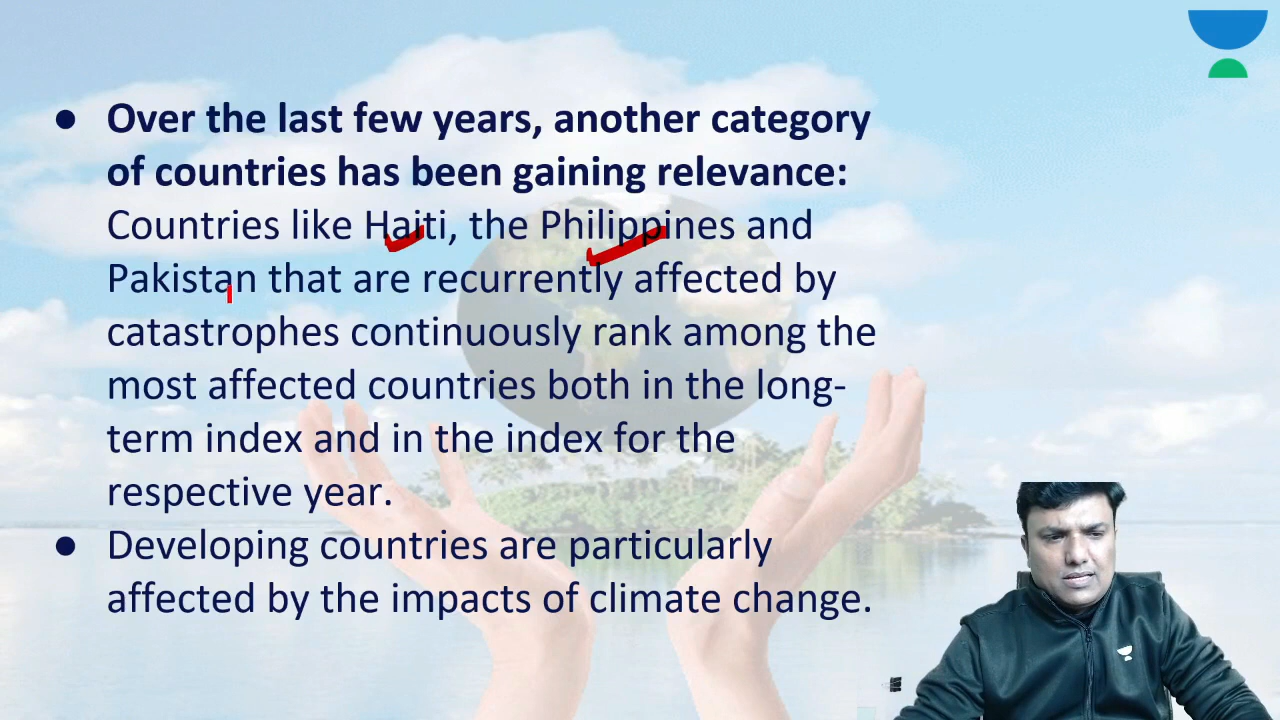 ● Over the last few years, another category
of countries has been gaining relevance:
Countries like Haiti, the Philippines and
Pakistan that are recurrently affected by
catastrophes continuously rank among the
most affected countries both in the long-
term index and in the index for the
respective year.
● Developing countries are particularly
affected by the impacts of climate change.